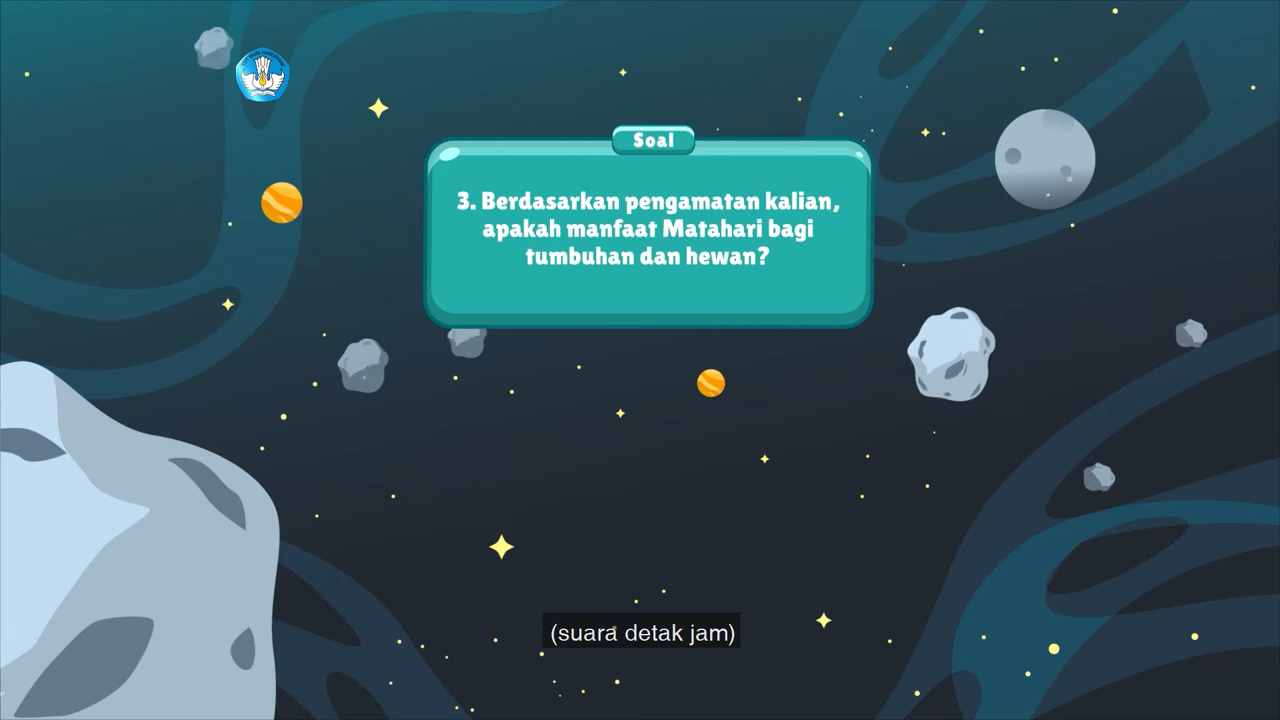 Soal
3. Berdasarkan pengamatan kalian,
apakah manfaat Matahari bagi
tumbuhan dan hewan?
(suara detak jam)